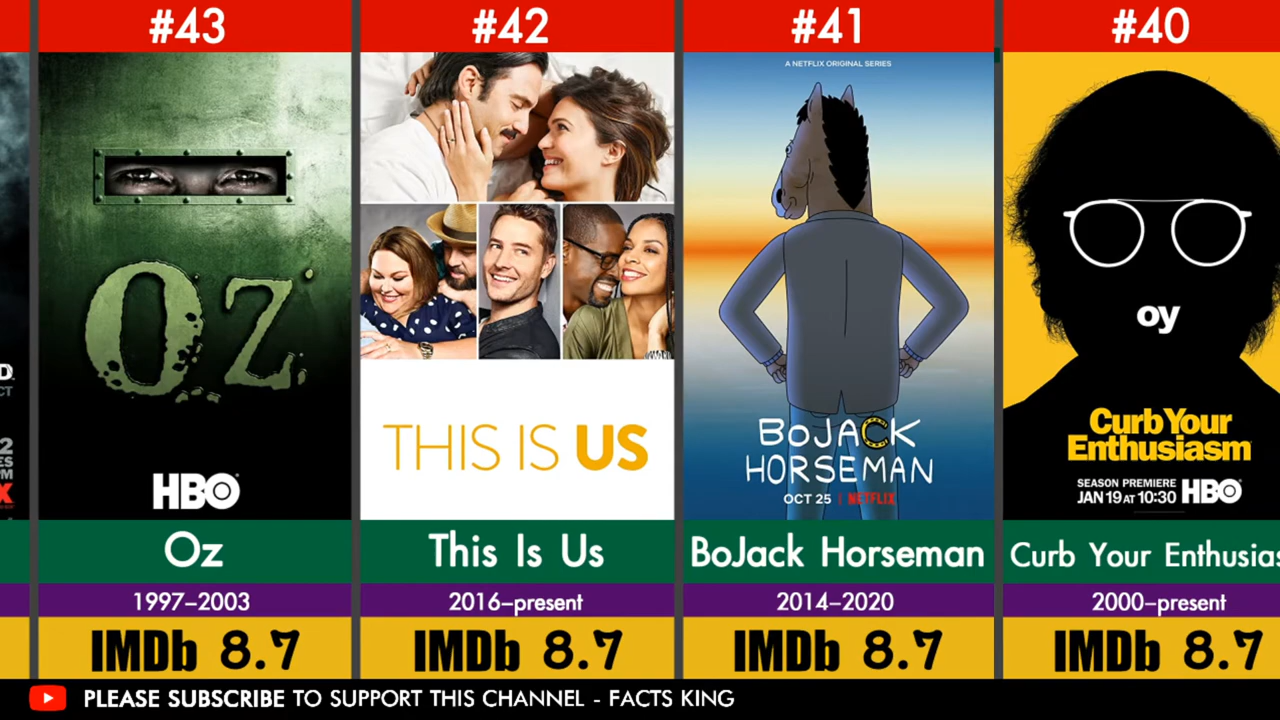 #43
#42
#41
#40
OZ
HBO
THIS IS US
A NETFLIX ORIGINAL SERIES
BOJACK
HORSEMAN
OCT 25 | NETFLIX
oy
Curb Your
Enthusiasm
SEASON PREMIERE
JAN 19 AT 10:30 HBO
Oz
This Is Us
BoJack Horseman
Curb Your Enthusias
1997–2003
2016–present
2014–2020
2000–present
IMDb 8.7
IMDb 8.7
IMDb 8.7
IMDb 8.7
PLEASE SUBSCRIBE TO SUPPORT THIS CHANNEL - FACTS KING